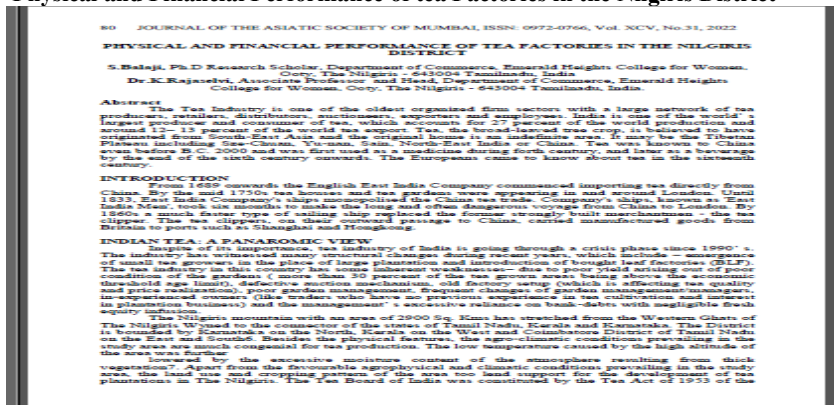 Physical and Financial Performance of tea Factories in the Nilgiris District
80 JOURNAL OF THE ASIATIC SOCIETY OF MUMBAI, ISSN: 0972-0766, Vol. XCV, No.31, 2022
PHYSICAL AND FINANCIAL PERFORMANCE OF TEA FACTORIES IN THE NILGIRIS
DISTRICT
S.Balaji, Ph.D Research Scholar, Department of Commerce, Emerald Heights College for Women,
Ooty, The Nilgiris - 643004 Tamilnadu, India
Dr.K.Rajaselvi, Associate Professor and Head, Department of Commerce, Emerald Heights
College for Women, Ooty, The Nilgiris - 643004 Tamilnadu, India.
Abstract
The Tea Industry is one of the oldest organized firm sectors with a large network of tea
producers, retailers, distributors, auctioneers, exporters and employees. India is one of the world' s
largest producer and consumer of tea, which accounts for 27 percent of the world production and
around 12– 13 percent of the world tea export. Tea, the broad-leafed tree crop, is believed to have
originated from South-East Asia and the original home is an indefinite area. It may be the Tibetan
Plateau including Sze-Chuan, Yu-nan, Sain, North-East India or China. Tea was known to China
even before B.C. 2000 and was first used as a medicine during forth century, and later as a beverage
by the end of the sixth century onwards. The Europeans came to know about tea in the sixteenth
century.
INTRODUCTION
From 1689 onwards the English East India Company commenced importing tea directly from
China. By the mid 1750s tea houses and tea gardens were appearing in and around London. Until
1833, East India Company's ships monopolised the China tea trade. Company's ships, known as 'East
India Men', took six months to make the long and often dangerous voyage from China to London. By
1860s a much faster type of sailing ship replaced the former strongly built merchantmen - the tea
clipper. The tea clippers, on their outward passage to China, carried manufactured goods from
Britain to ports such as Shanghai and Hongkong.
INDIAN TEA: A PANAROMIC VIEW
Inspite of its importance, tea industry of India is going through a crisis phase since 1990' s.
The industry has witnessed many structural changes during recent years, which include – emergence
of small tea growers in the place of large plantation and introduction of bought leaf factories (BLF).
The tea industry in this country has some inherent weaknesses– due to poor yield arising out of poor
condition of the gardens ( more than 30 percent of the tea grown areas being above the economic
threshold age limit), defective auction mechanism, old factory setup (which is affecting tea quality
and price realization), poor garden management, frequent changes of garden management/managers,
in-experienced owners (like traders who have no previous experience in tea cultivation and interest
in plantation business) and the management' s excessive reliance on bank-debts with negligible fresh
equity infusion.
The Nilgiris mountain with an area of 2900 Sq. Kms has stretched from the Western Ghats of
The Nilgiris Wyned to the connector of the states of Tamil Nadu, Kerala and Karnataka. The District
is bounded by Karnataka on the North, Kerala on the West and Coimbatore District of Tamil Nadu
on the East and South6. Besides the physical features, the agro-climatic conditions prevailing in the
study area are much congenial for tea production. The low temperature caused by the high altitude of
the area was further
lowered by the excessive moisture content of the atmosphere resulting from thick
vegetation7. Apart from the favourable agrophysical and climatic conditions prevailing in the study
area, the land use and cropping pattern of the area too lend support for the development of tea
plantations in The Nilgiris. The Tea Board of India was constituted by the Tea Act of 1953 of the